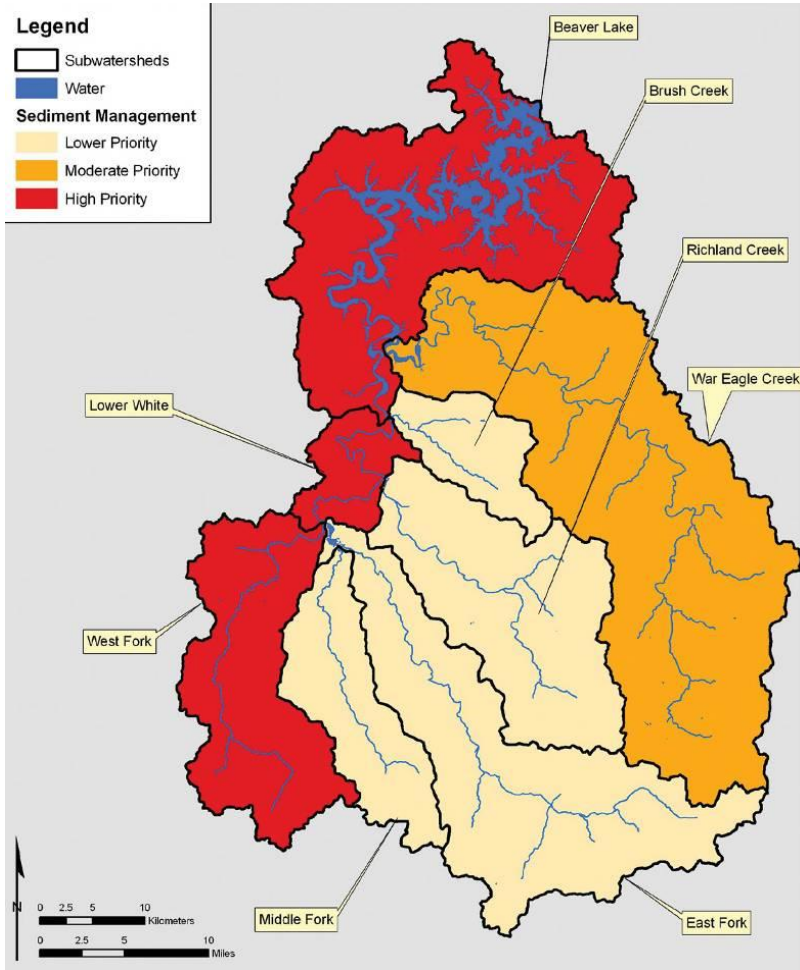 Legend
Subwatersheds
Water
Sediment Management
Lower Priority
Moderate Priority
High Priority
Beaver Lake
Brush Creek
Richland Creek
War Eagle Creek
Lower White
West Fork
Middle Fork
East Fork
N
0 2.5 5 10
Kilometers
0 2.5 5 10
Miles